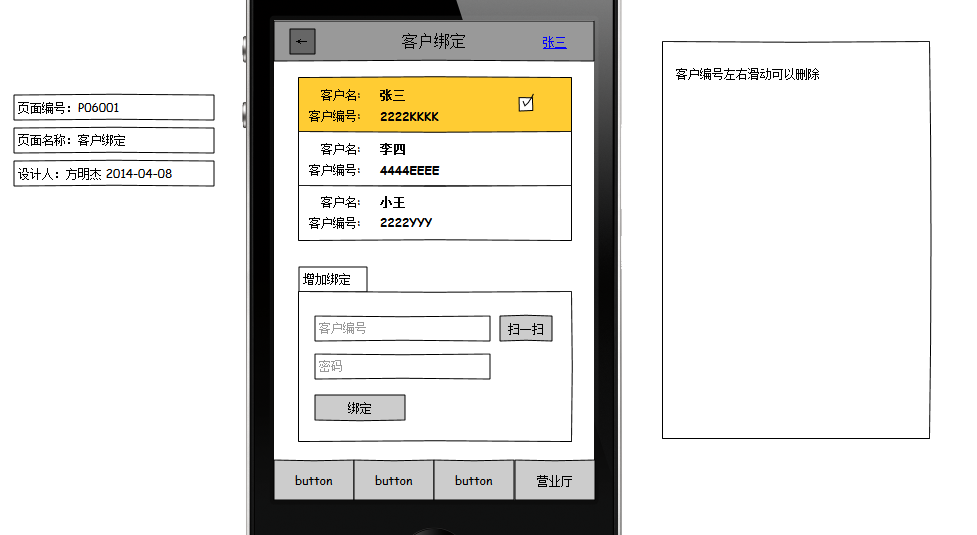 页面编号：P06001
页面名称：客户绑定
设计人：方明杰 2014-04-08
← 客户绑定 张三
客户名： 张三
客户编号： 2222KKKK
客户名： 李四
客户编号： 4444EEEE
客户名： 小王
客户编号： 2222YYY
增加绑定
客户编号 扫一扫
密码
绑定
button button button 营业厅
客户编号左右滑动可以删除